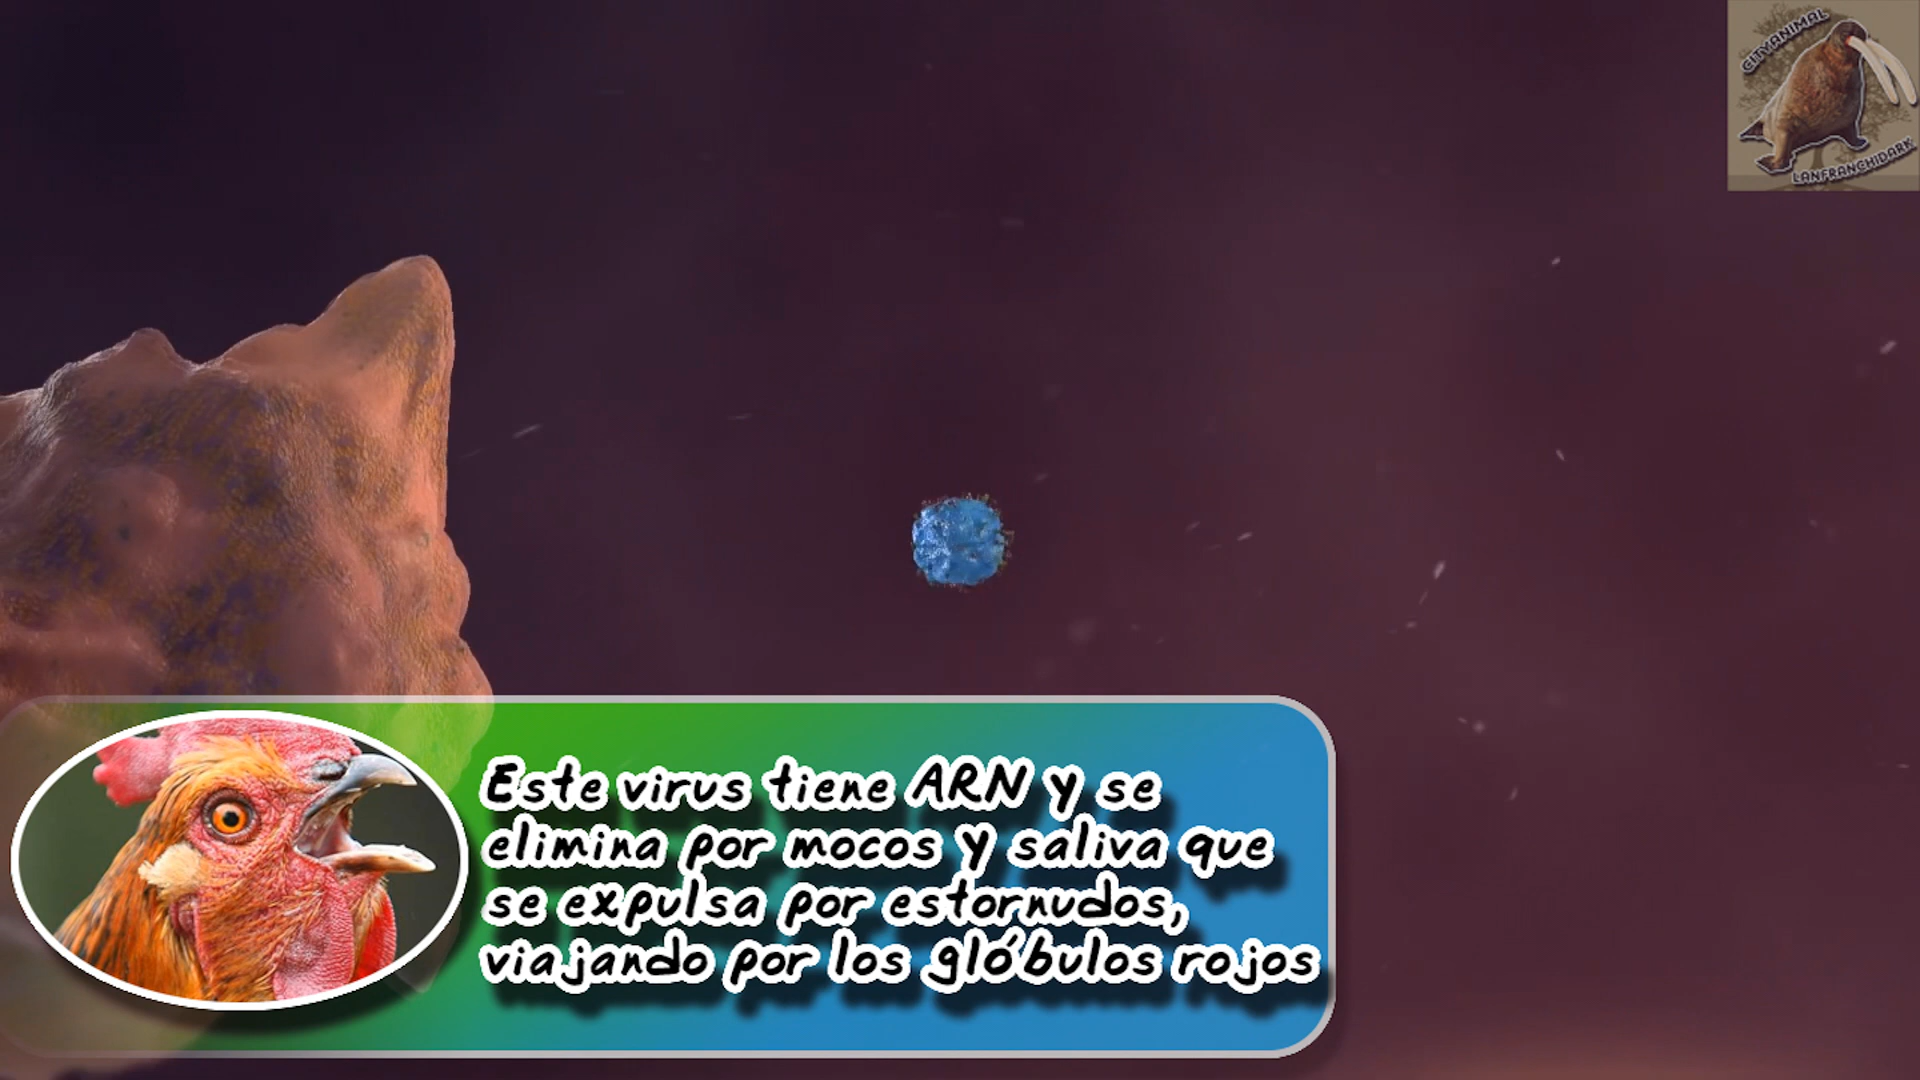 CITYANIMAL
LANFRANCHIDARK
Este virus tiene ARN y se
elimina por mocos y saliva que
se expulsa por estornudos,
viajando por los glóbulos rojos